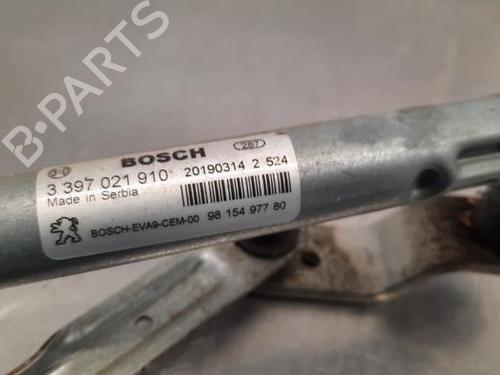 BOSCH
287
3 397 021 910
20190314 2 524
Made in Serbia
BOSCH-EVA9-CEM-00
98 154 977 80
B-PARTS